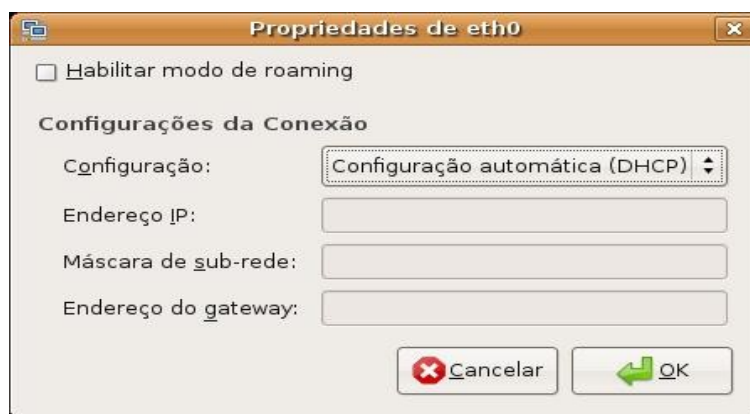 Propriedades de eth0
Habilitar modo de roaming
Configurações da Conexão
Configuração: Configuração automática (DHCP)
Endereço IP:
Máscara de sub-rede:
Endereço do gateway:
Cancelar OK